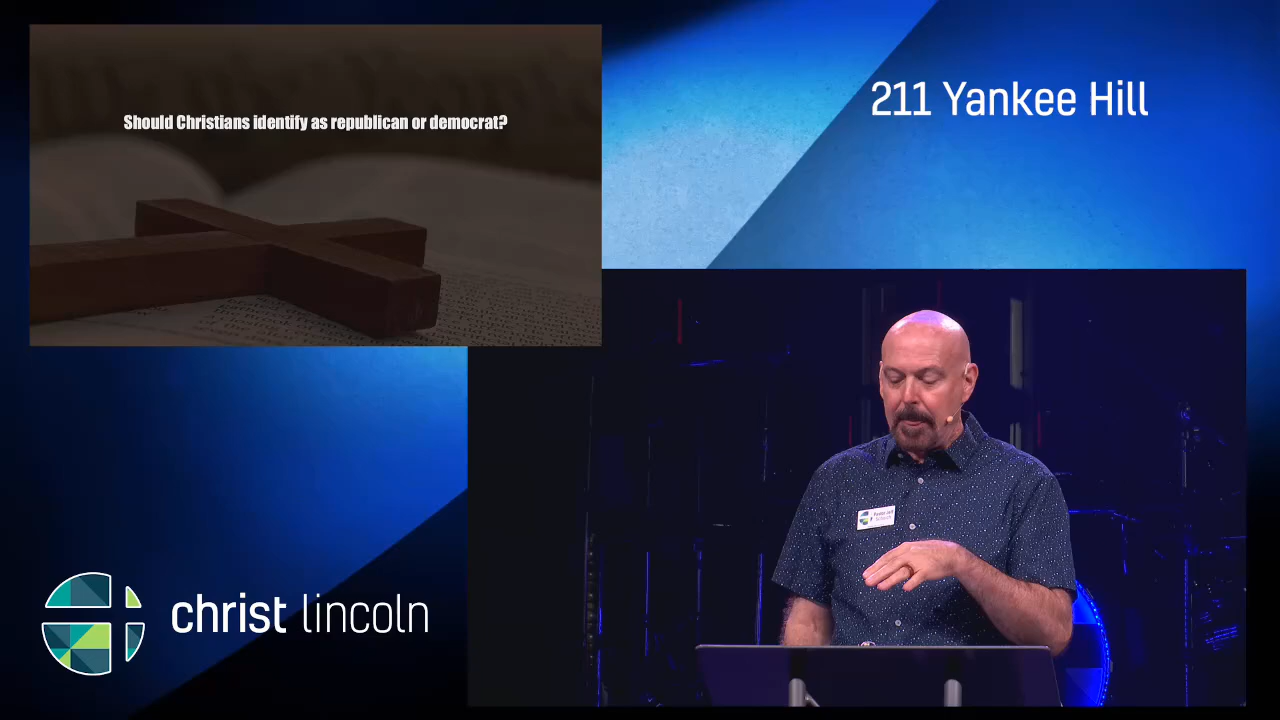 Should Christians identify as republican or democrat?
211 Yankee Hill
christ lincoln